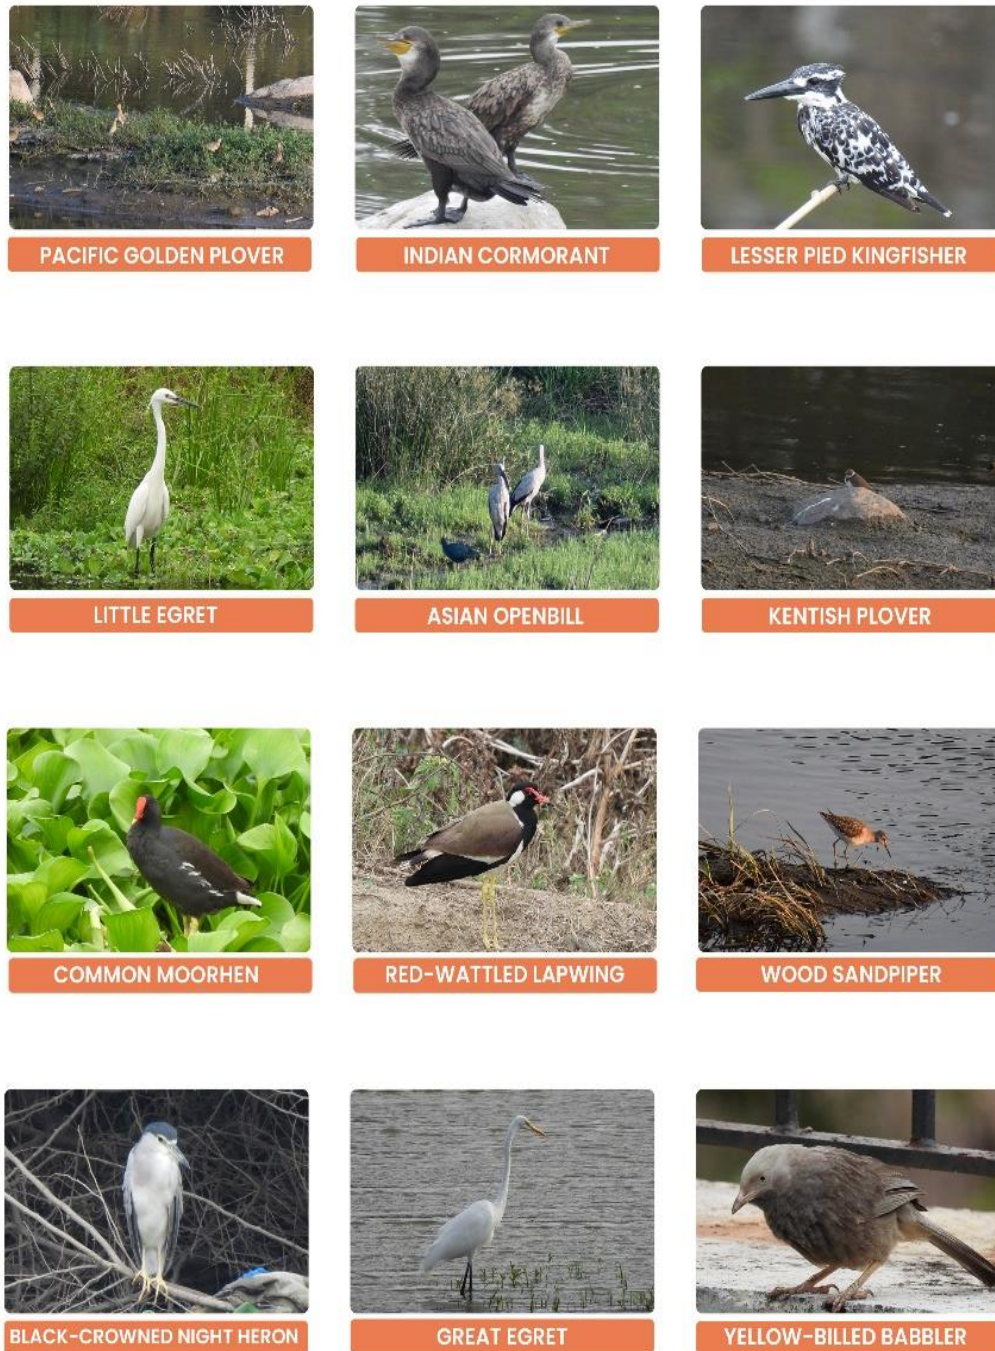 PACIFIC GOLDEN PLOVER
INDIAN CORMORANT
LESSER PIED KINGFISHER
LITTLE EGRET
ASIAN OPENBILL
KENTISH PLOVER
COMMON MOORHEN
RED-WATTLED LAPWING
WOOD SANDPIPER
BLACK-CROWNED NIGHT HERON
GREAT EGRET
YELLOW-BILLED BABBLER